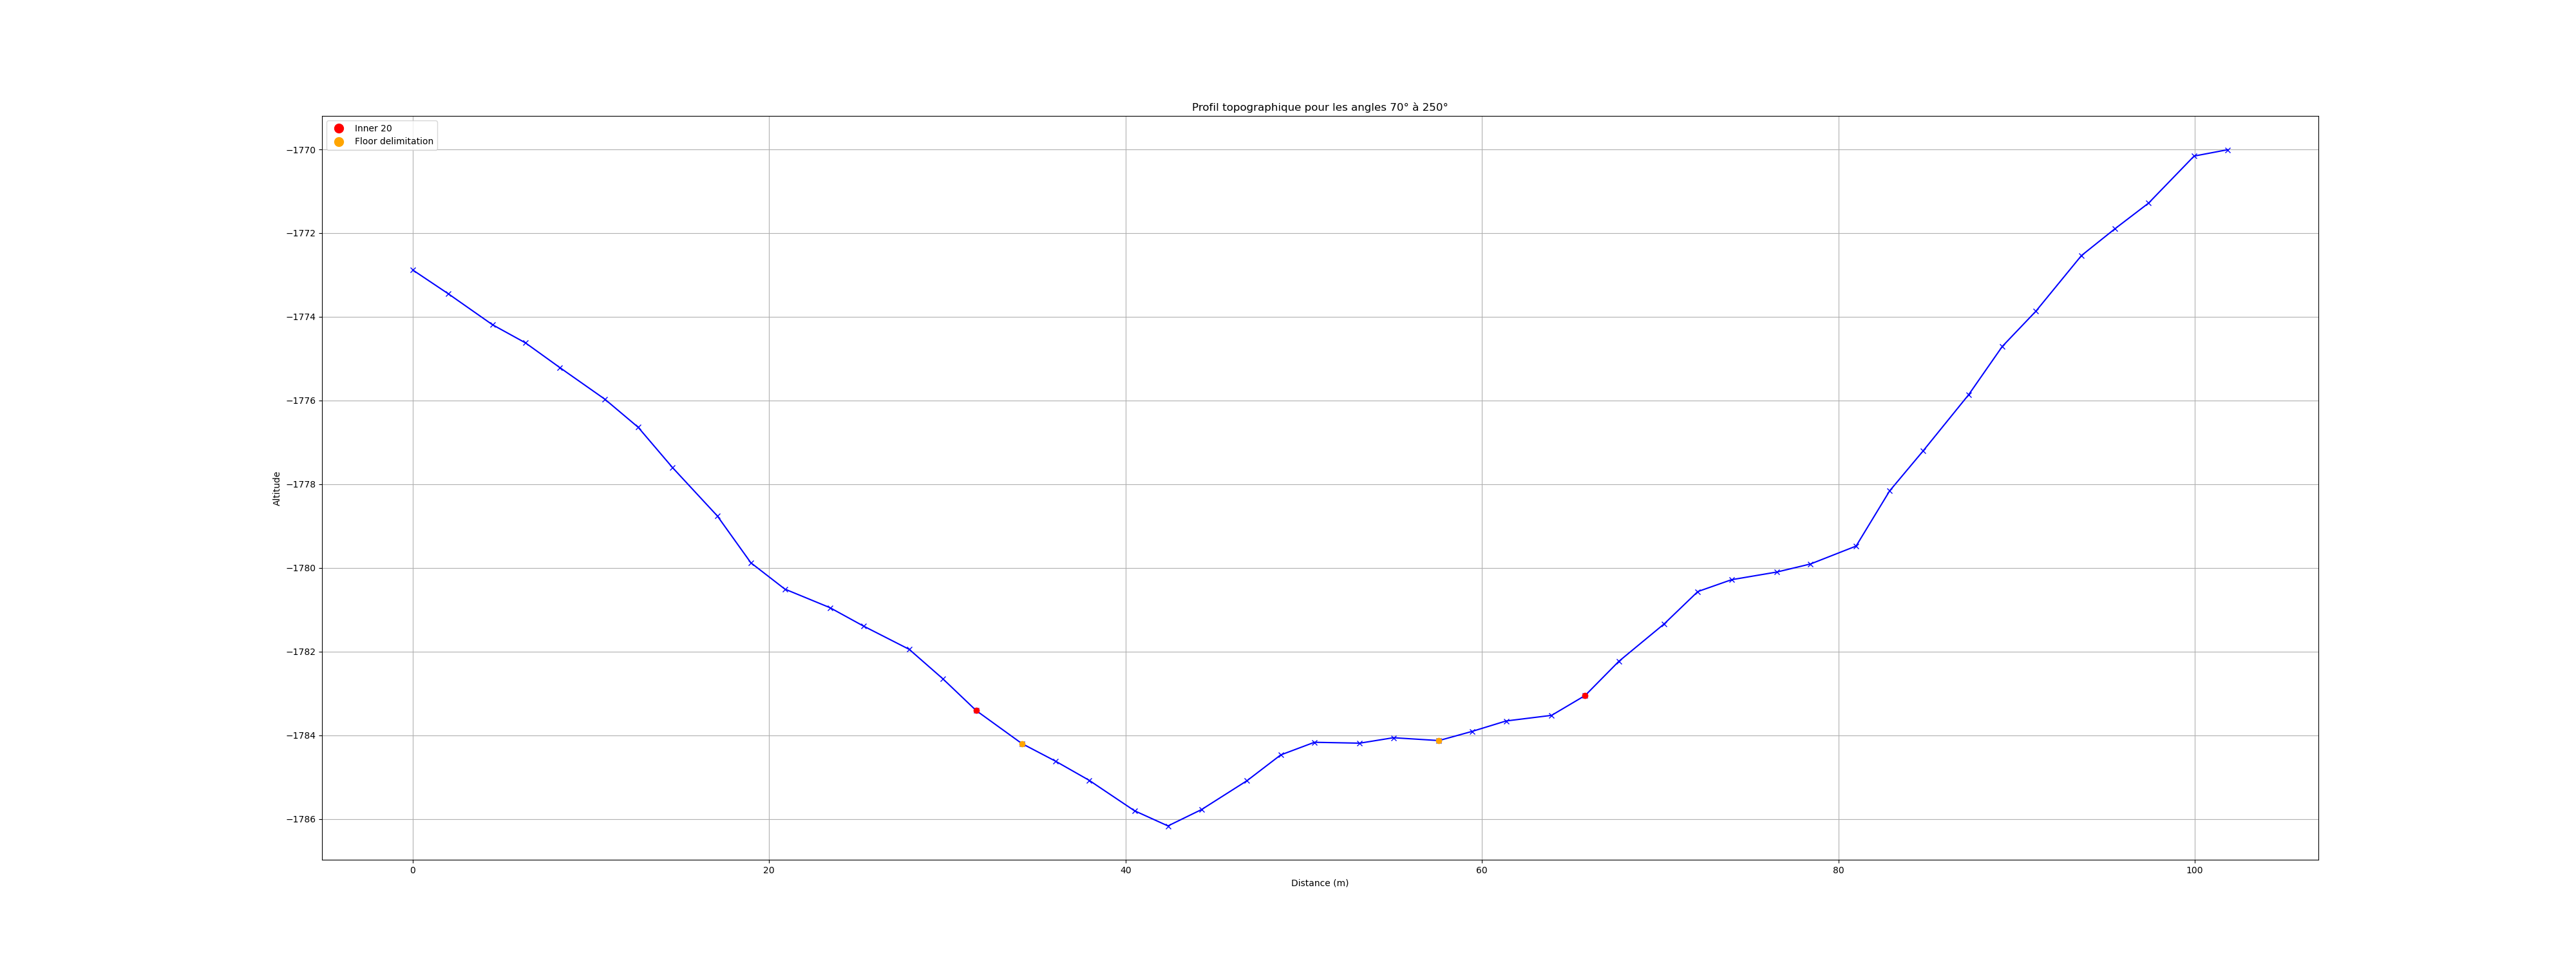 Profil topographique pour les angles 70° à 250°
Inner 20
Floor delimitation
−1770
−1772
−1774
−1776
−1778
−1780
−1782
−1784
−1786
Altitude
0 20 40 60 80 100
Distance (m)